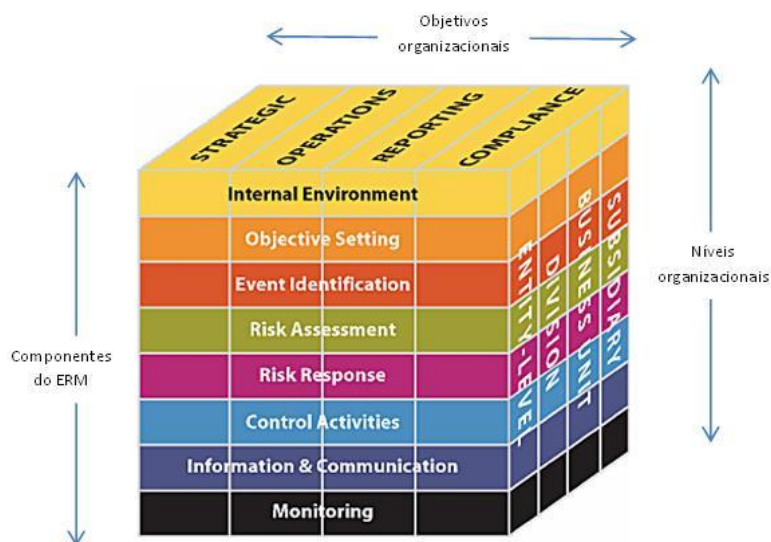 Objetivos
organizacionais
STRATEGIC
OPERATIONS
REPORTING
COMPLIANCE
Internal Environment
Objective Setting
Event Identification
Risk Assessment
Risk Response
Control Activities
Information & Communication
Monitoring
ENTITY-LEVEL
DIVISION
BUSINESS UNIT
SUBSIDIARY
Componentes
do ERM
Níveis
organizacionais